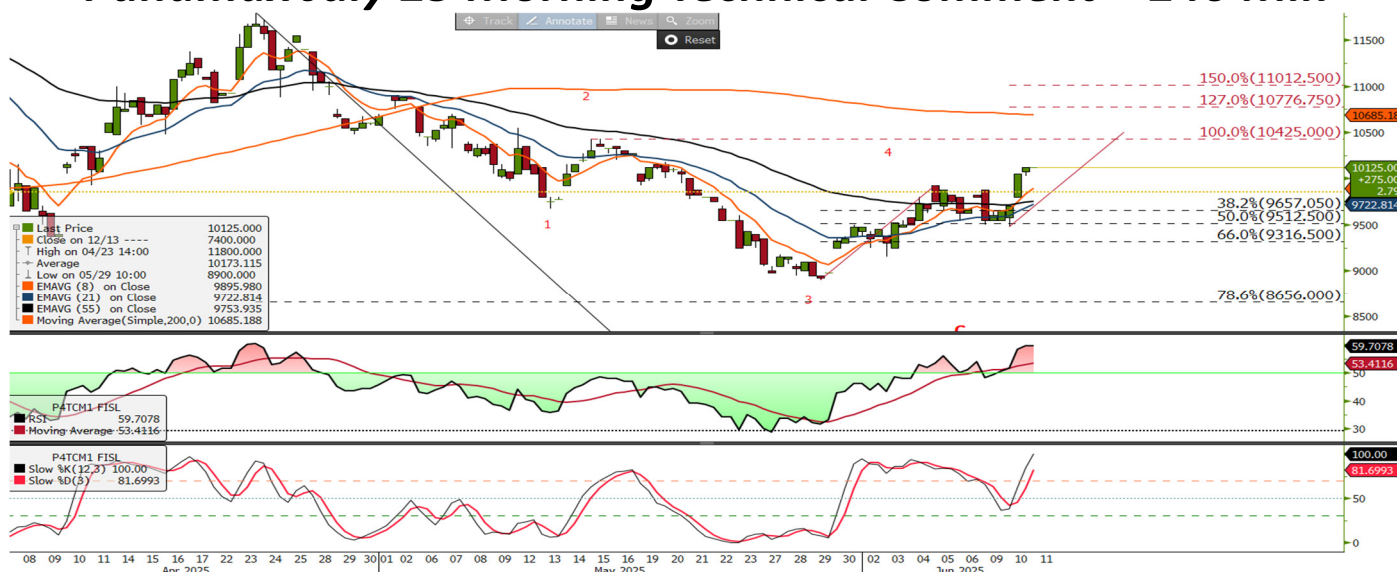 Track Annotate News Zoom
Reset
11500
11000
10500
9500
9000
8500
150.0%(11012.500)
127.0%(10776.750)
100.0%(10425.000)
38.2%(9657.050)
50.0%(9512.500)
66.0%(9316.500)
78.6%(8656.000)
10685.18
10125.00
+275.00
2.79
9722.814
1
2
3
4
C
Last Price 10125.000
Close on 12/13 ---- 7400.000
High on 04/23 14:00 11800.000
Average 10173.115
Low on 05/29 10:00 8900.000
EMAVG (8) on Close 9895.980
EMAVG (21) on Close 9722.814
EMAVG (55) on Close 9753.935
Moving Average(Simple,200,0) 10685.188
59.7078
53.4116
50
40
30
P4TCM1 FISL
RSI 59.7078
Moving Average 53.4116
P4TCM1 FISL
Slow %K(12,3) 100.00
Slow %D(3) 81.6993
100.00
81.6993
50
0
08 09 10 11 14 15 16 17 22 23 24 25 28 29 30 01 02 06 07 08 09 12 13 14 15 16 19 20 21 22 23 27 28 29 30 02 03 04 05 06 09 10 11
Apr 2025 May 2025 Jun 2025